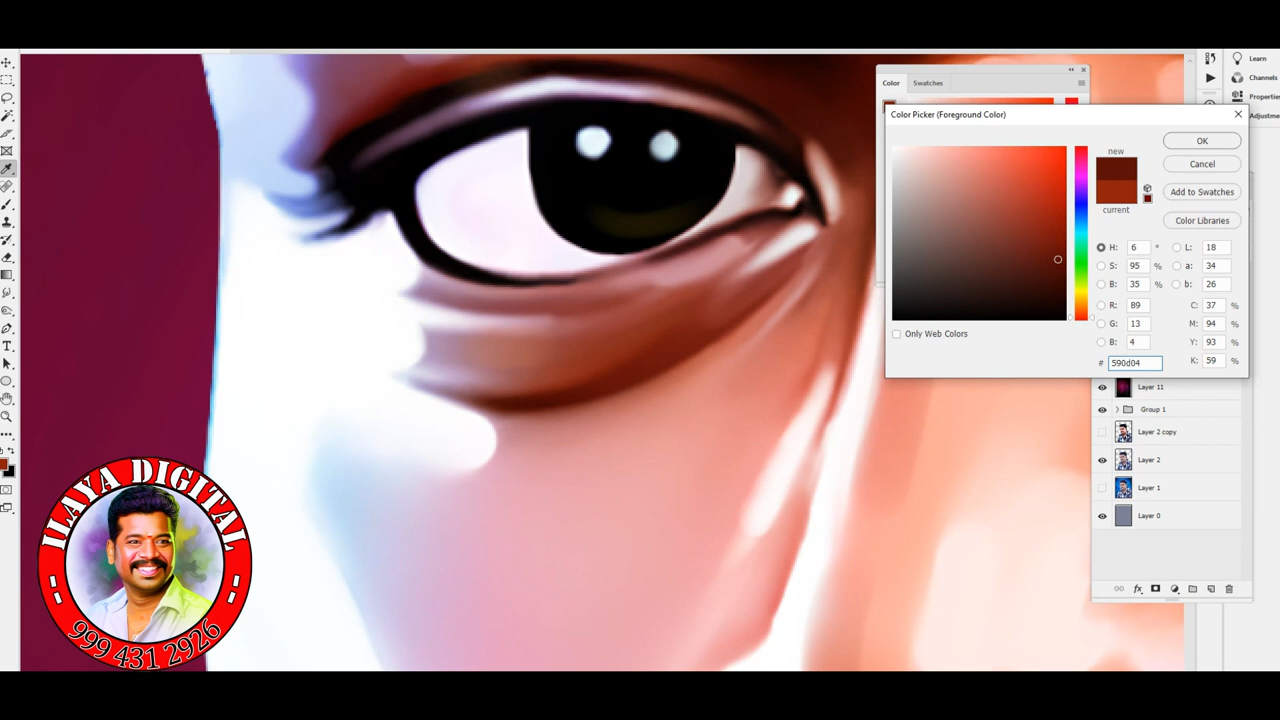 Learn
Channels
Properties
Adjustme
Color Swatches
Color Picker (Foreground Color)
new
current
OK
Cancel
Add to Swatches
Color Libraries
H: 6 °
S: 95 %
B: 35 %
R: 89
G: 13
B: 4
# 590d04
L: 18
a: 34
b: 26
C: 37 %
M: 94 %
Y: 93 %
K: 59 %
Only Web Colors
Layer 11
Group 1
Layer 2 copy
Layer 2
Layer 1
Layer 0
fx
T
ILAYA DIGITAL
999 431 2926